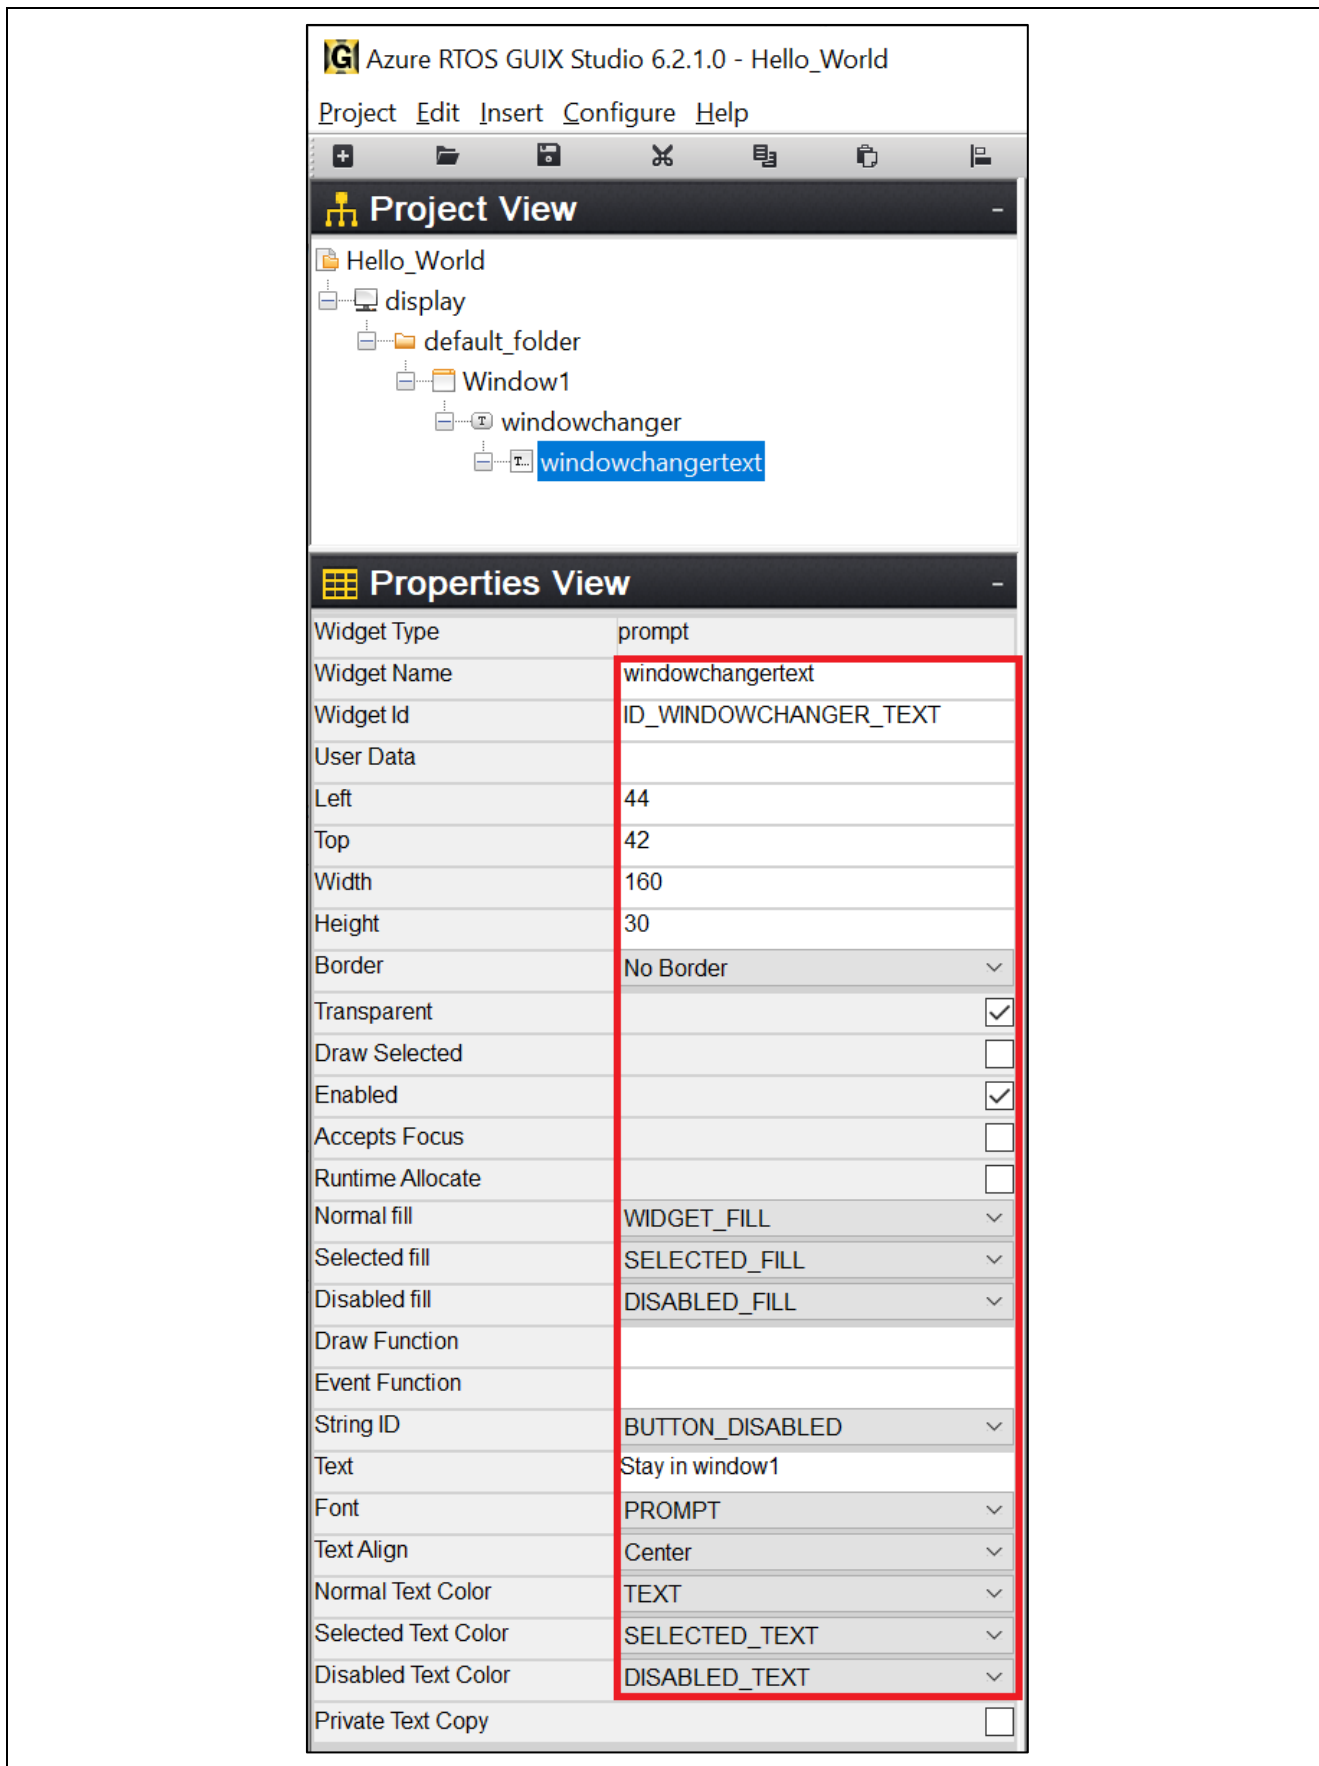 Azure RTOS GUIX Studio 6.2.1.0 - Hello_World
Project Edit Insert Configure Help
Project View
Hello_World
display
default_folder
Window1
windowchanger
windowchangertext
Properties View
Widget Type prompt
Widget Name windowchangertext
Widget Id ID_WINDOWCHANGER_TEXT
User Data
Left 44
Top 42
Width 160
Height 30
Border No Border
Transparent
Draw Selected
Enabled
Accepts Focus
Runtime Allocate
Normal fill WIDGET_FILL
Selected fill SELECTED_FILL
Disabled fill DISABLED_FILL
Draw Function
Event Function
String ID BUTTON_DISABLED
Text Stay in window1
Font PROMPT
Text Align Center
Normal Text Color TEXT
Selected Text Color SELECTED_TEXT
Disabled Text Color DISABLED_TEXT
Private Text Copy